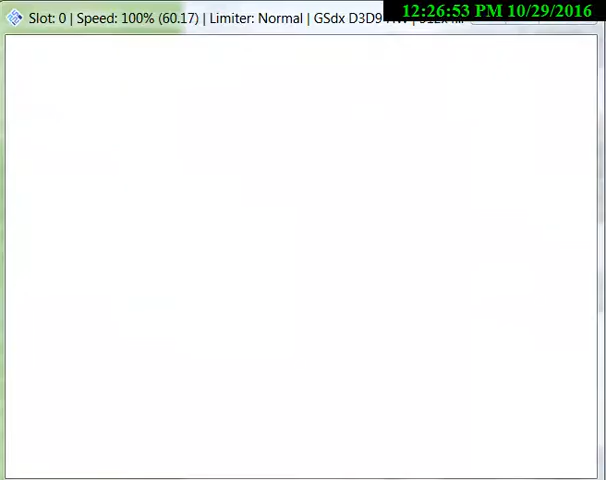 Slot: 0 | Speed: 100% (60.17) | Limiter: Normal | GSdx D3D9
12:26:53 PM 10/29/2016